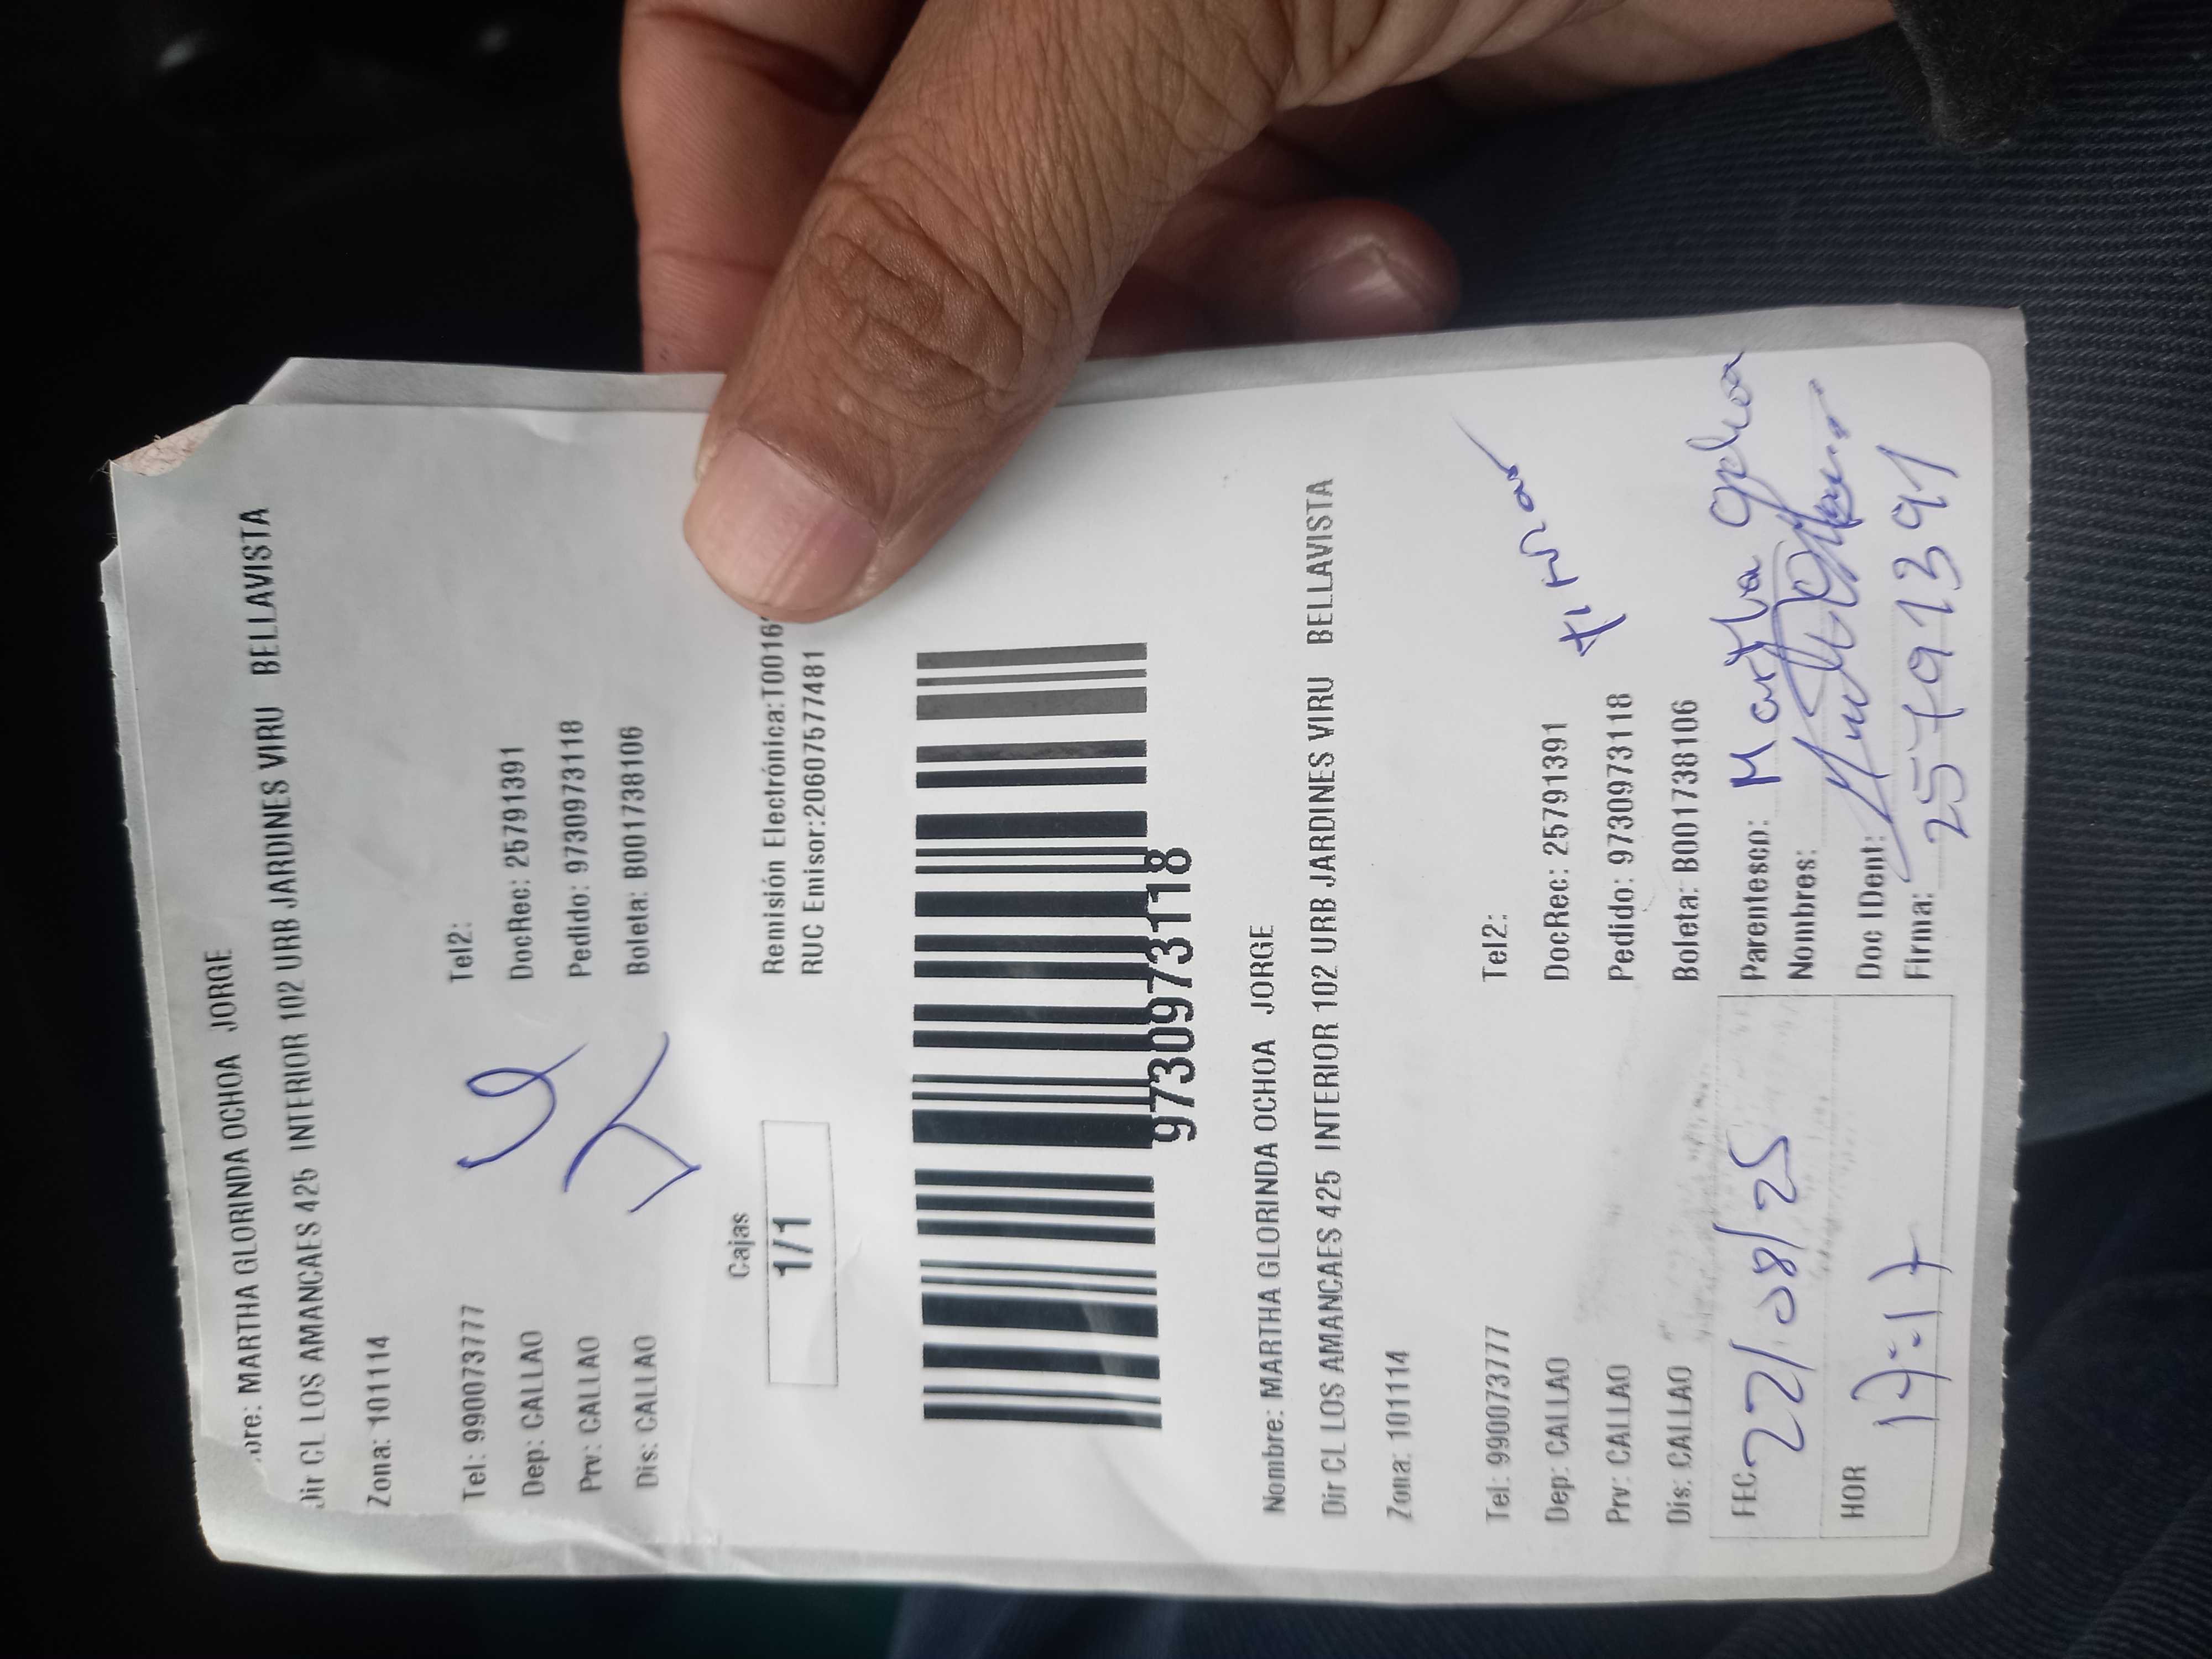 bre: MARTHA GLORINDA OCHOA JORGE
Dir CL LOS AMANCAES 425 INTERIOR 102 URB JARDINES VIRU BELLAVISTA
Zona: 101114
Tel: 990073777 Tel2:
Dep: CALLAO DocRec: 25791391
Prv: CALLAO Pedido: 9730973118
Dis: CALLAO Boleta: B001738106
Cajas
1/1
Remisión Electrónica:T0016
RUC Emisor:20607577481
9730973118
Nombre: MARTHA GLORINDA OCHOA JORGE
Dir CL LOS AMANCAES 425 INTERIOR 102 URB JARDINES VIRU BELLAVISTA
Zona: 101114
Tel: 990073777 Tel2:
Dep: CALLAO DocRec: 25791391
Prv: CALLAO Pedido: 9730973118
Dis: CALLAO Boleta: B001738106
FEC 22/08/25 Parentesco: Martha Ochoa
Nombres:
HOR 17:17 Doc IDent:
Firma: 25791391